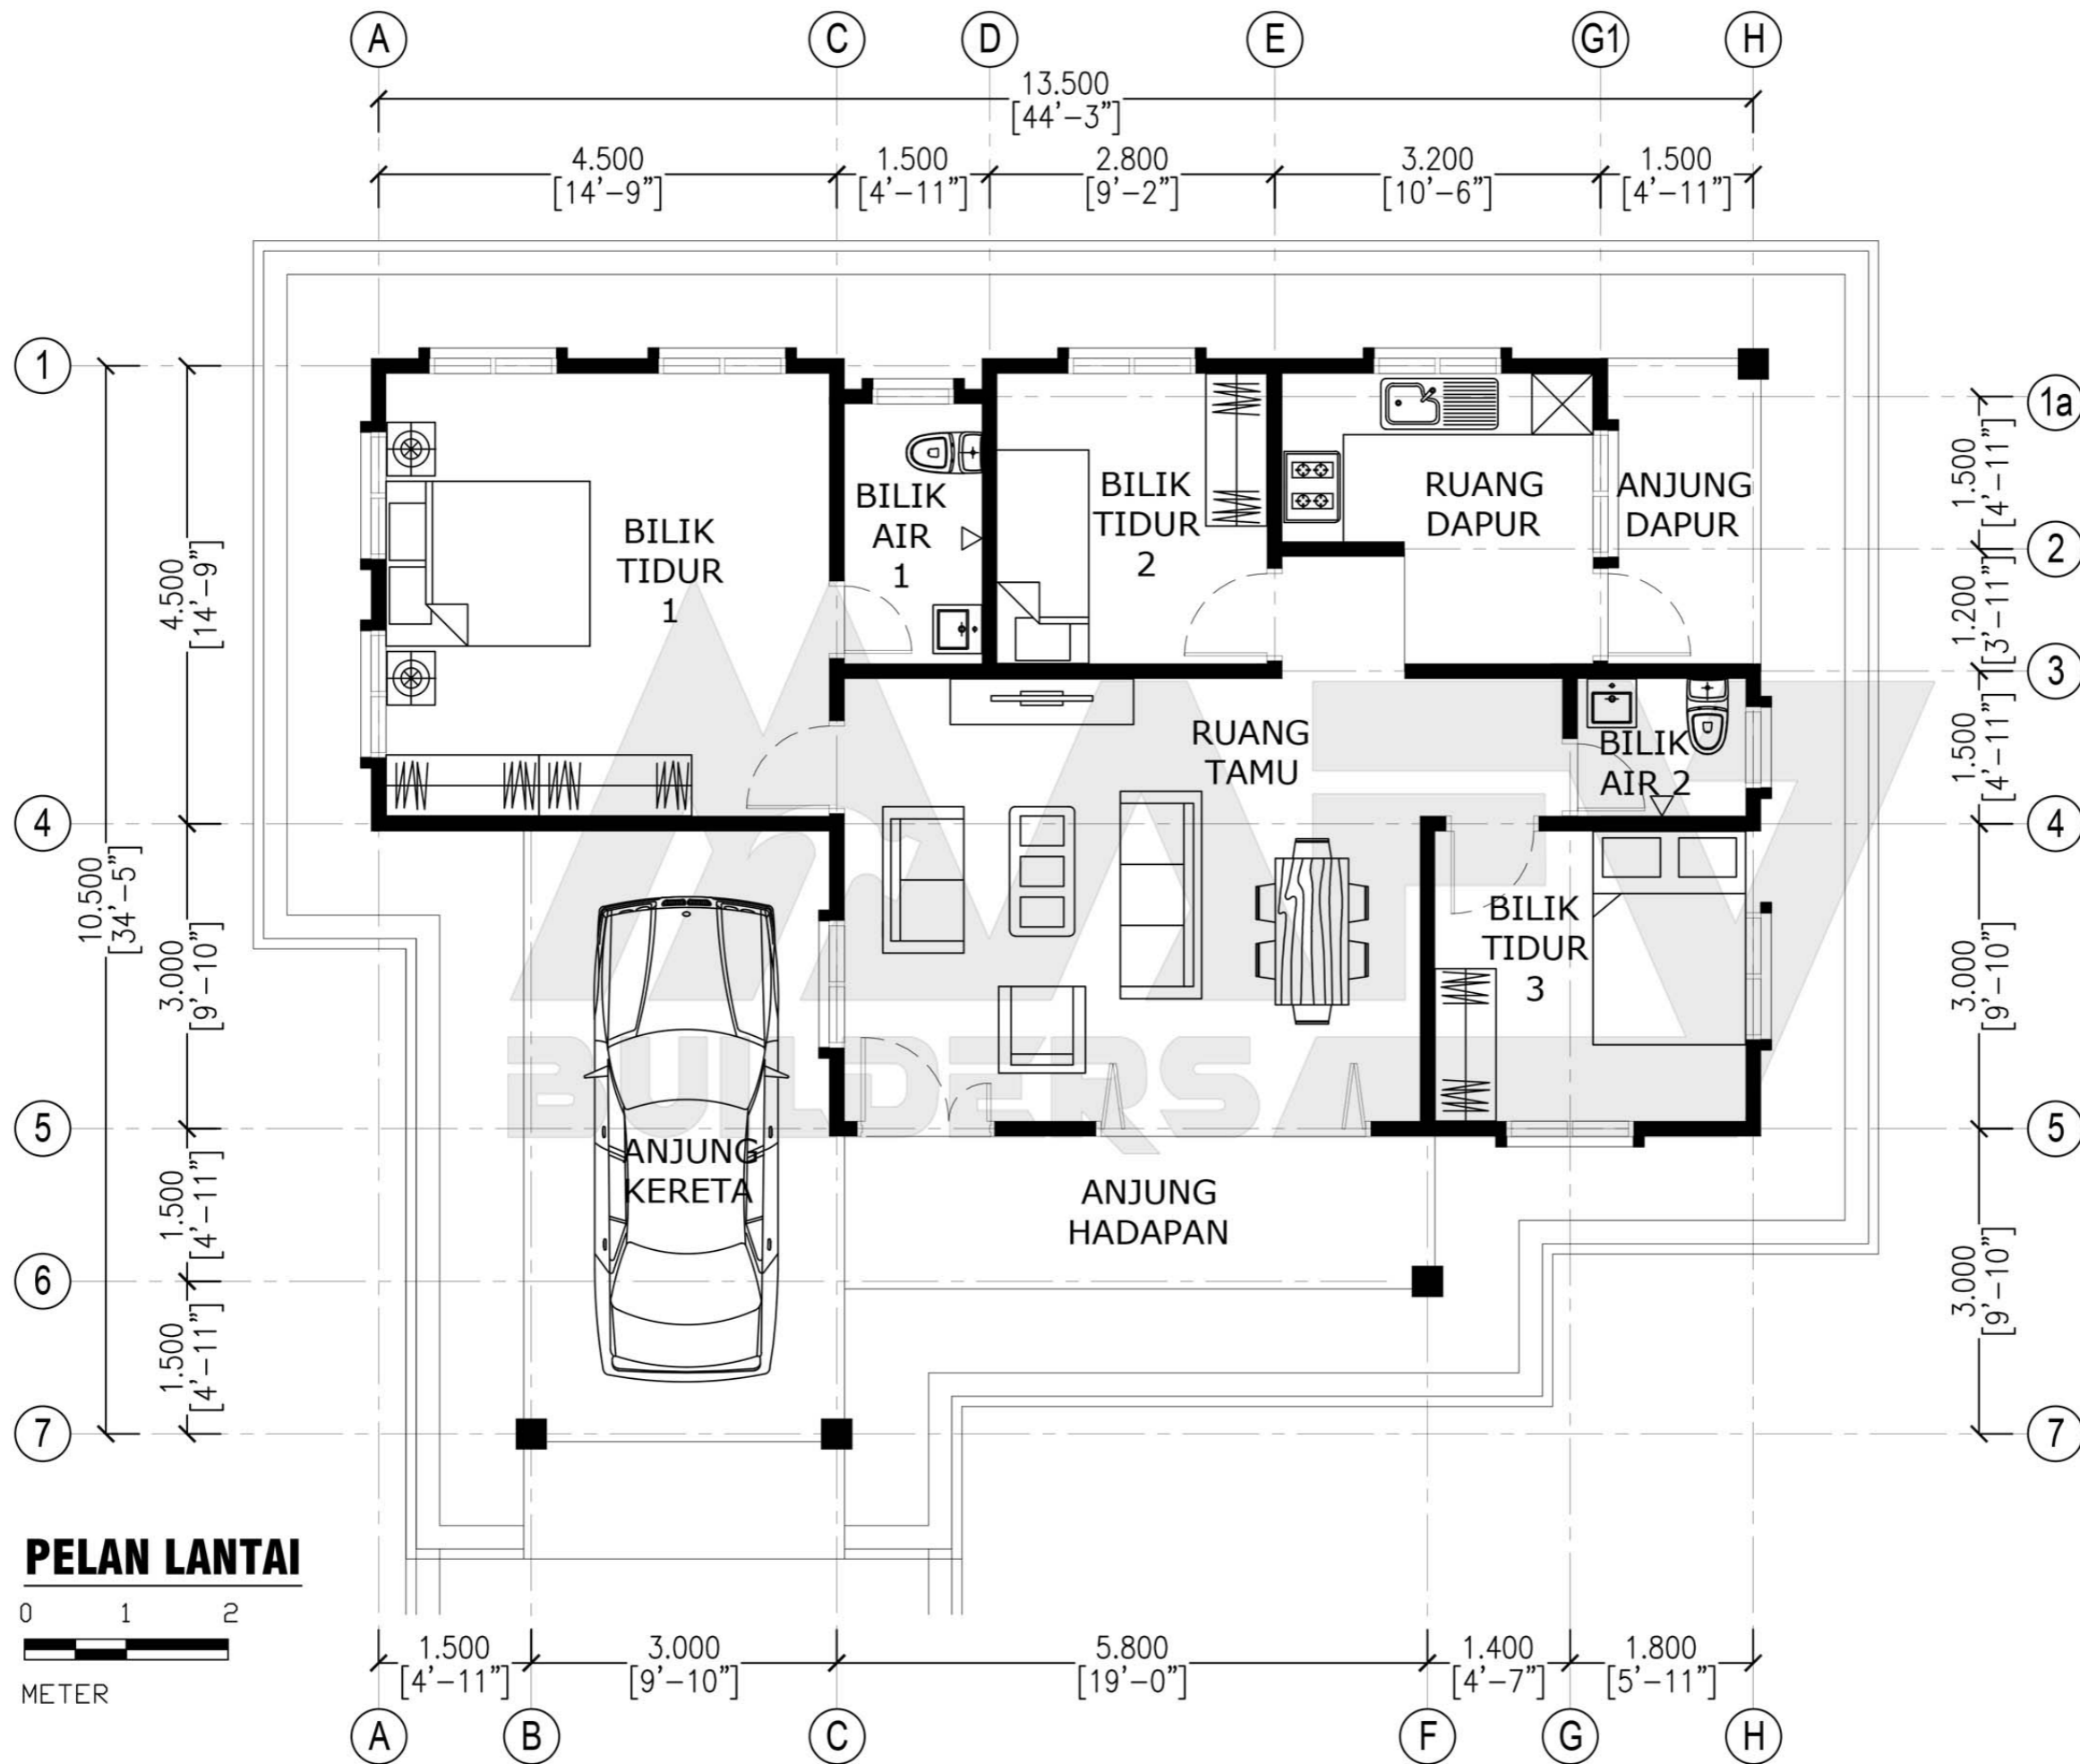 A C D E G1 H
13.500
[44'-3"]
4.500 1.500 2.800 3.200 1.500
[14'-9"] [4'-11"] [9'-2"] [10'-6"] [4'-11"]
1
1a
4.500
[14'-9"]
10.500
[34'-5"]
3.000
[9'-10"]
1.500
[4'-11"]
1.500
[4'-11"]
4
5
6
7
BILIK
TIDUR
1
BILIK
AIR
1
BILIK
TIDUR
2
RUANG
DAPUR
ANJUNG
DAPUR
RUANG
TAMU
BILIK
AIR 2
BILIK
TIDUR
3
BUILDERS
ANJUNG
KERETA
ANJUNG
HADAPAN
1.500
[4'-11"]
2
1.200
[3'-11"]
3
1.500
[4'-11"]
4
3.000
[9'-10"]
5
3.000
[9'-10"]
7
PELAN LANTAI
0 1 2
METER
1.500 3.000 5.800 1.400 1.800
[4'-11"] [9'-10"] [19'-0"] [4'-7"] [5'-11"]
A B C F G H